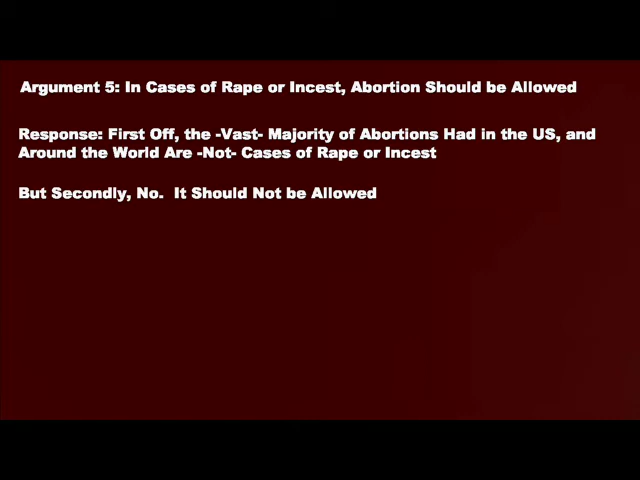 Argument 5: In Cases of Rape or Incest, Abortion Should be Allowed
Response: First Off, the -Vast- Majority of Abortions Had in the US, and
Around the World Are -Not- Cases of Rape or Incest
But Secondly, No.  It Should Not be Allowed